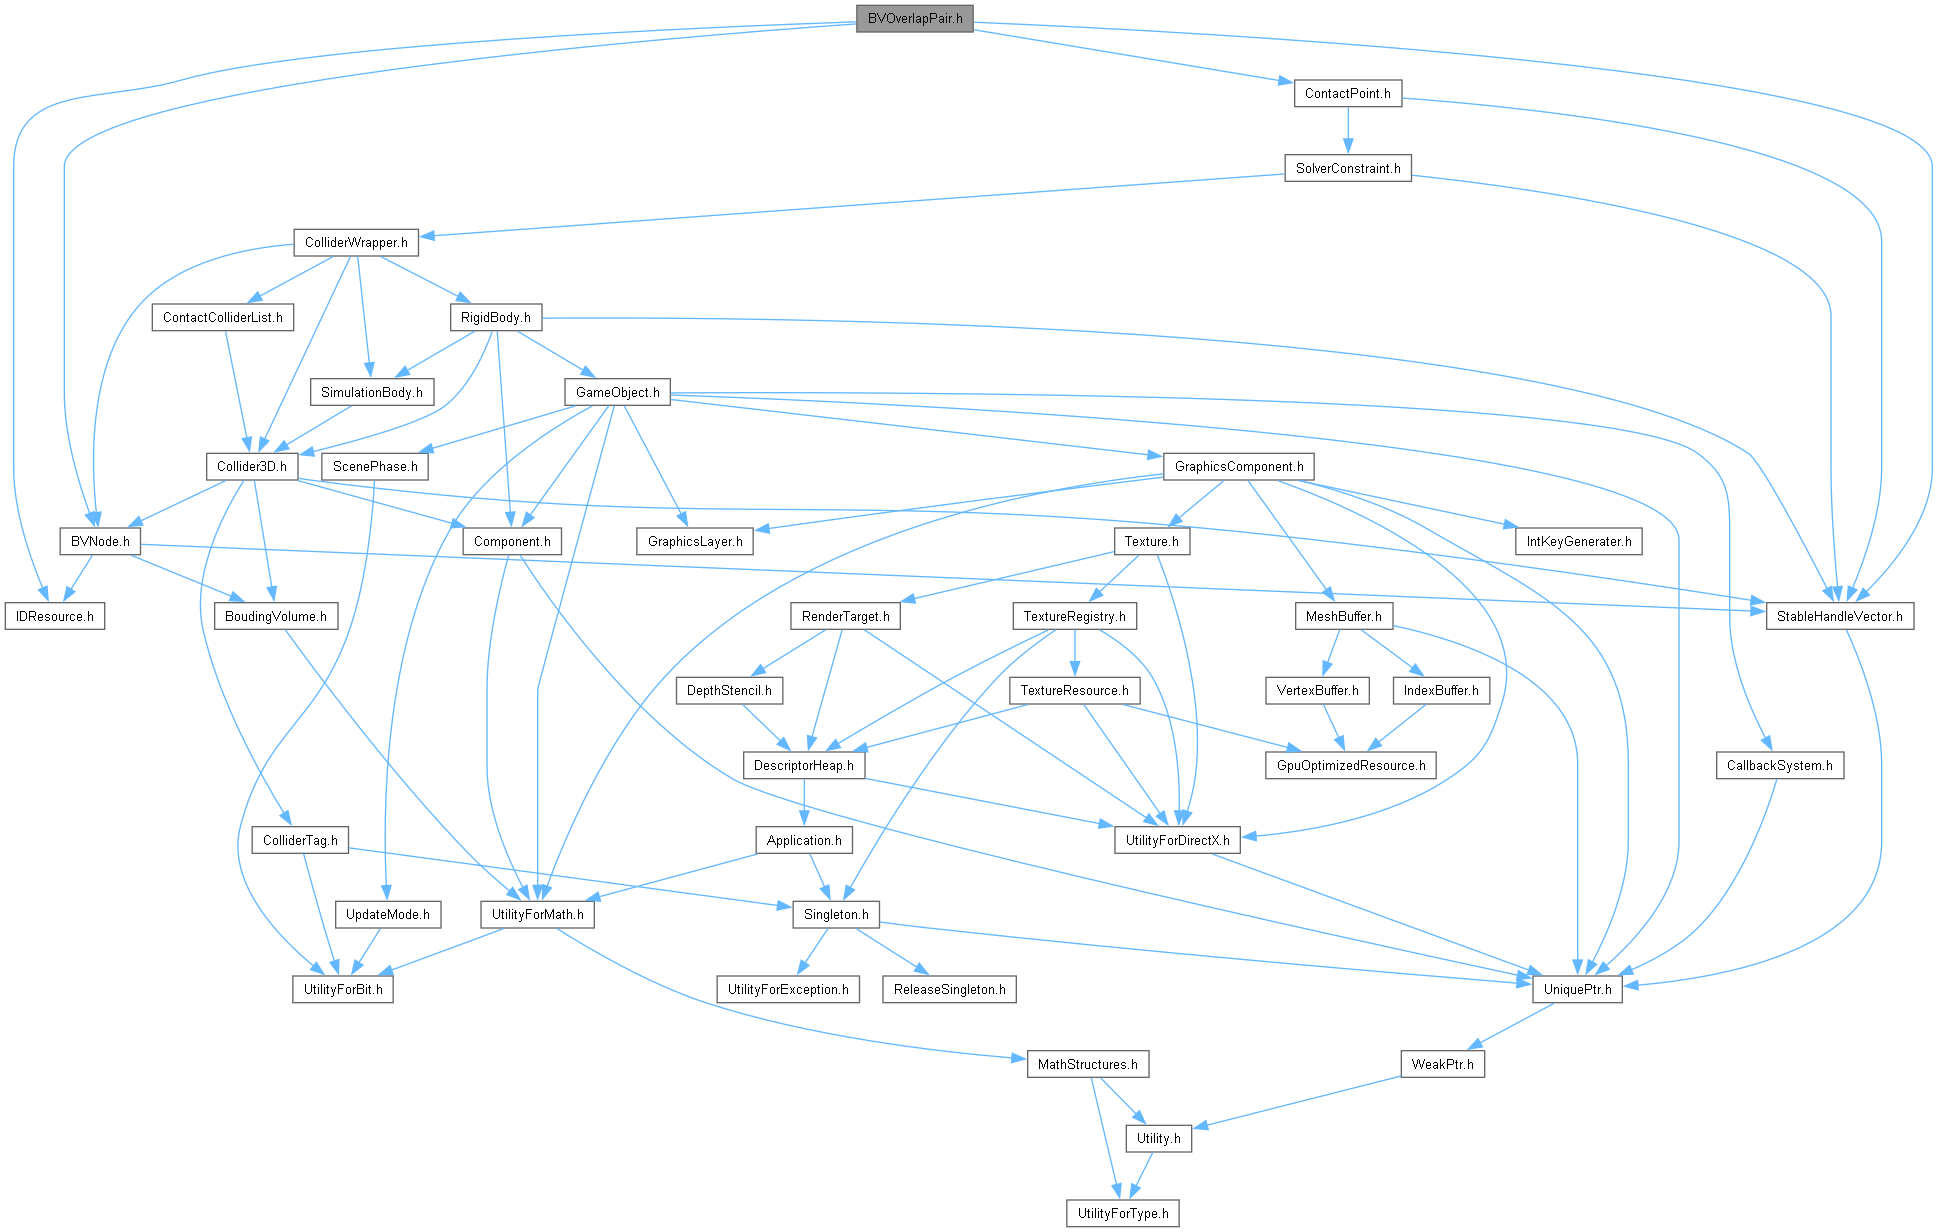 BVOverlapPair.h
ContactPoint.h
SolverConstraint.h
ColliderWrapper.h
ContactColliderList.h
RigidBody.h
SimulationBody.h
GameObject.h
Collider3D.h
ScenePhase.h
GraphicsComponent.h
BVNode.h
Component.h
GraphicsLayer.h
Texture.h
IntKeyGenerater.h
IDResource.h
BoudingVolume.h
RenderTarget.h
TextureRegistry.h
MeshBuffer.h
StableHandleVector.h
DepthStencil.h
TextureResource.h
VertexBuffer.h
IndexBuffer.h
DescriptorHeap.h
GpuOptimizedResource.h
CallbackSystem.h
ColliderTag.h
Application.h
UtilityForDirectX.h
UpdateMode.h
UtilityForMath.h
Singleton.h
UtilityForBit.h
UtilityForException.h
ReleaseSingleton.h
UniquePtr.h
MathStructures.h
WeakPtr.h
Utility.h
UtilityForType.h